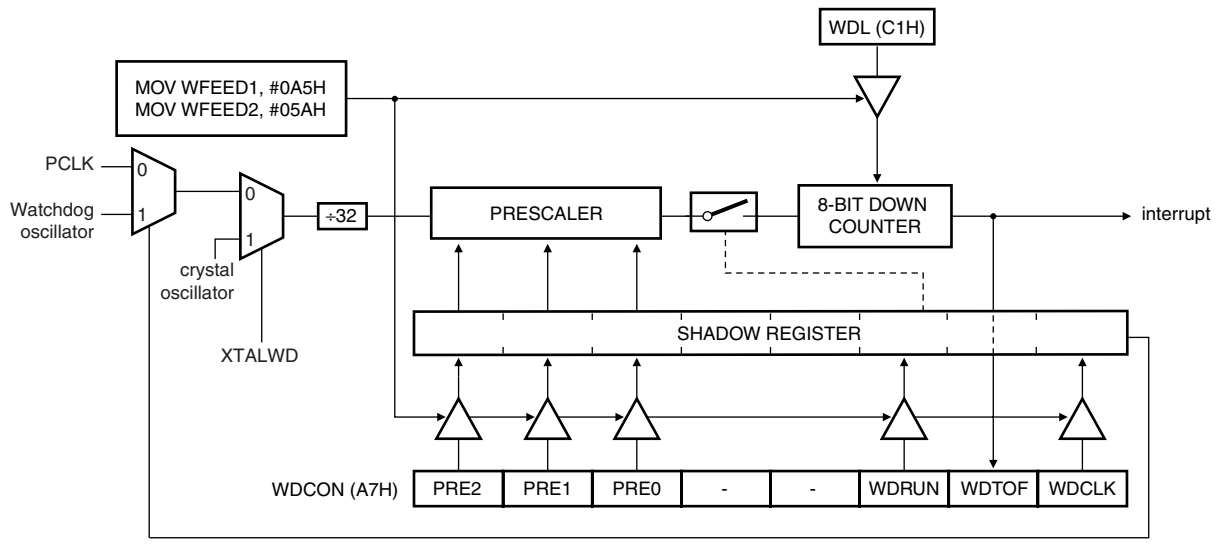 WDL (C1H)
MOV WFEED1, #0A5H
MOV WFEED2, #05AH
PCLK
0
1
Watchdog
oscillator
0
1
crystal
oscillator
XTALWD
÷32
PRESCALER
8-BIT DOWN
COUNTER
interrupt
SHADOW REGISTER
WDCON (A7H)
PRE2
PRE1
PRE0
-
-
WDRUN
WDTOF
WDCLK